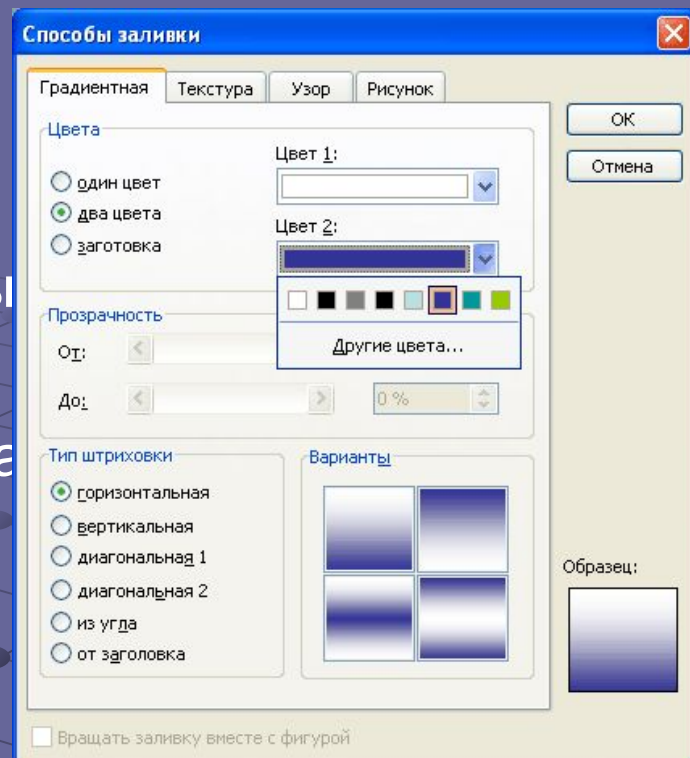 Способы заливки
Градиентная Текстура Узор Рисунок
ОК
Отмена
Цвета
один цвет
два цвета
заготовка
Цвет 1:
Цвет 2:
Другие цвета...
Прозрачность
От:
До:
0 %
Тип штриховки
горизонтальная
вертикальная
диагональная 1
диагональная 2
из угла
от заголовка
Варианты
Образец:
Вращать заливку вместе с фигурой